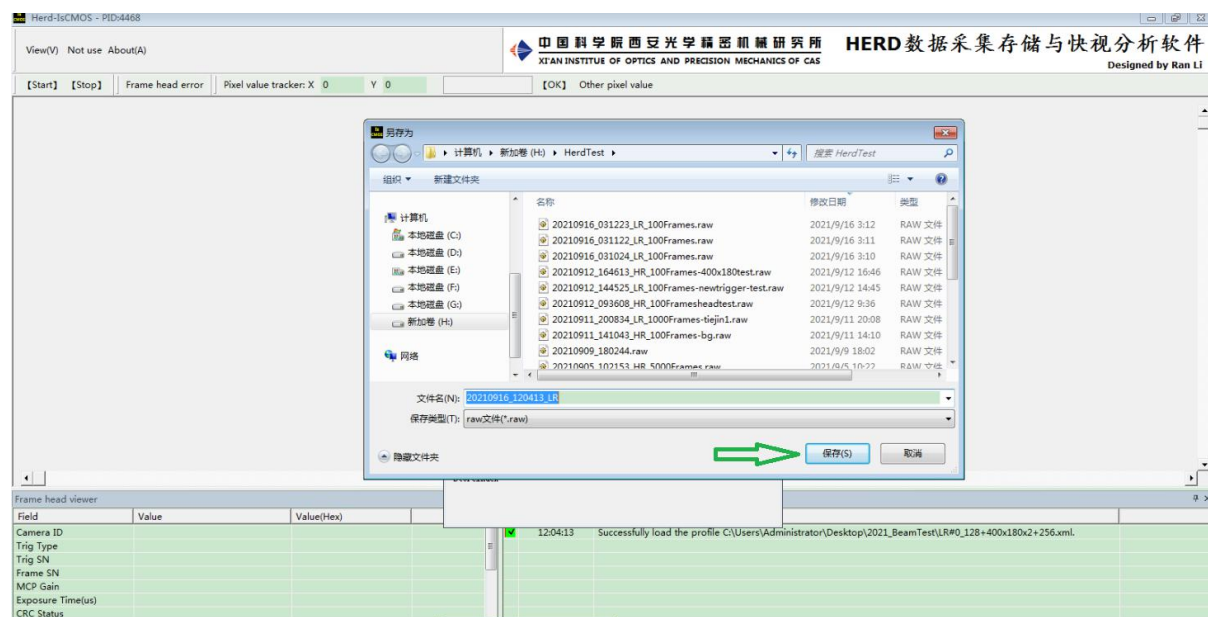 Herd-IsCMOS - PID:4468
View(V) Not use About(A)
中国科学院西安光学精密机械研究所
XI'AN INSTITUE OF OPTICS AND PRECISION MECHANICS OF CAS
HERD数据采集存储与快视分析软件
Designed by Ran Li
【Start】 【Stop】 Frame head error Pixel value tracker: X 0 Y 0 【OK】 Other pixel value
另存为
计算机 新加卷 (H:) HerdTest 搜索 HerdTest
组织 新建文件夹
名称 修改日期 类型
计算机
本地磁盘 (C:)
本地磁盘 (D:)
本地磁盘 (E:)
本地磁盘 (F:)
本地磁盘 (G:)
新加卷 (H:)
网络
20210916_031223_LR_100Frames.raw 2021/9/16 3:12 RAW 文件
20210916_031122_LR_100Frames.raw 2021/9/16 3:11 RAW 文件
20210916_031024_LR_100Frames.raw 2021/9/16 3:10 RAW 文件
20210912_164613_HR_100Frames-400x180test.raw 2021/9/12 16:46 RAW 文件
20210912_144525_LR_100Frames-newtrigger-test.raw 2021/9/12 14:45 RAW 文件
20210912_093608_HR_100Framesheadtest.raw 2021/9/12 9:36 RAW 文件
20210911_200834_LR_1000Frames-tiejin1.raw 2021/9/11 20:08 RAW 文件
20210911_141043_HR_100Frames-bg.raw 2021/9/11 14:10 RAW 文件
20210909_180244.raw 2021/9/9 18:02 RAW 文件
20210905_102153_HR_5000Frames.raw 2021/9/5 10:22 RAW 文件
文件名(N): 20210916_120413_LR
保存类型(T): raw文件(*.raw)
隐藏文件夹 保存(S) 取消
Frame head viewer
Field Value Value(Hex)
Camera ID
Trig Type
Trig SN
Frame SN
MCP Gain
Exposure Time(us)
CRC Status
12:04:13 Successfully load the profile C:\Users\Administrator\Desktop\2021_BeamTest\LR#0_128+400x180x2+256.xml.